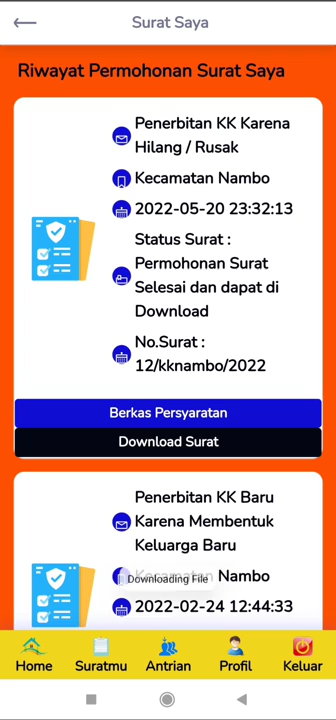 Surat Saya
Riwayat Permohonan Surat Saya
Penerbitan KK Karena
Hilang / Rusak
Kecamatan Nambo
2022-05-20 23:32:13
Status Surat :
Permohonan Surat
Selesai dan dapat di
Download
No.Surat :
12/kknambo/2022
Berkas Persyaratan
Download Surat
Penerbitan KK Baru
Karena Membentuk
Keluarga Baru
Kecamatan Nambo
Downloading File
2022-02-24 12:44:33
Home Suratmu Antrian Profil Keluar